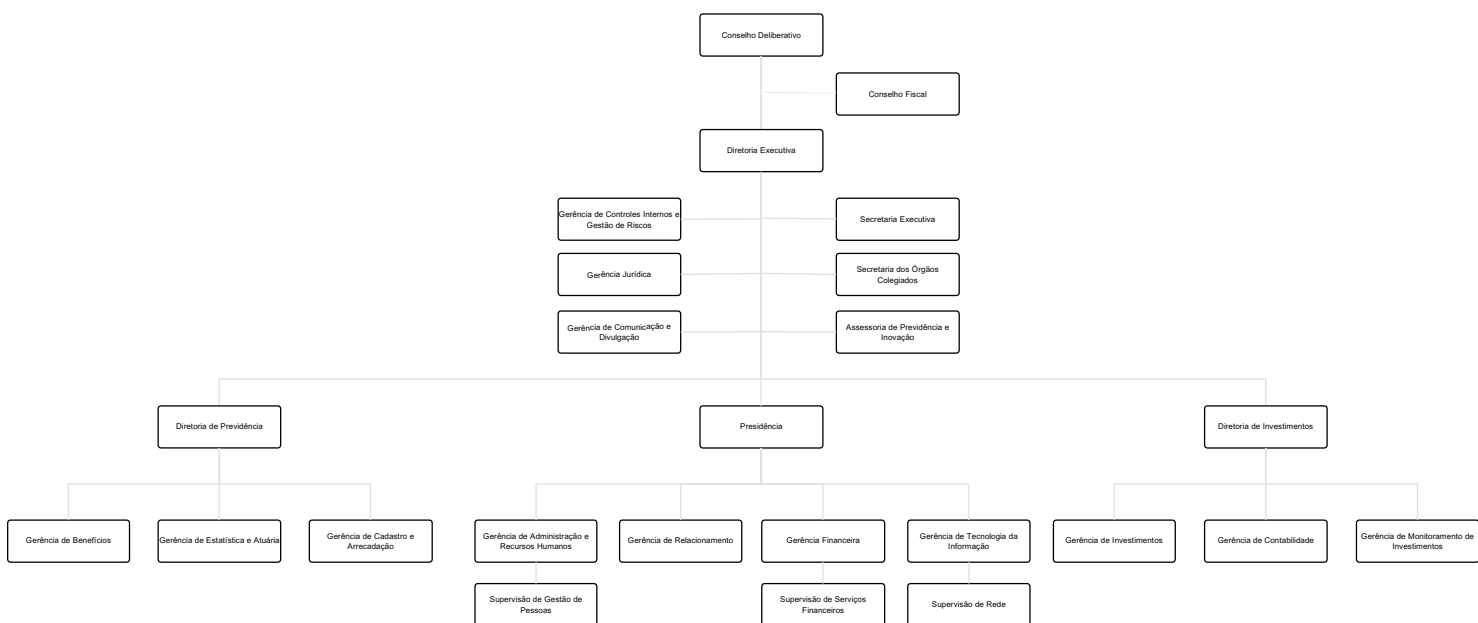 Conselho Deliberativo
Conselho Fiscal
Diretoria Executiva
Gerência de Controles Internos e
Gestão de Riscos
Secretaria Executiva
Gerência Jurídica
Secretaria dos Órgãos
Colegiados
Gerência de Comunicação e
Divulgação
Assessoria de Previdência e
Inovação
Diretoria de Previdência
Presidência
Diretoria de Investimentos
Gerência de Benefícios
Gerência de Estatística e Atuária
Gerência de Cadastro e
Arrecadação
Gerência de Administração e
Recursos Humanos
Gerência de Relacionamento
Gerência Financeira
Gerência de Tecnologia da
Informação
Gerência de Investimentos
Gerência de Contabilidade
Gerência de Monitoramento de
Investimentos
Supervisão de Gestão de
Pessoas
Supervisão de Serviços
Financeiros
Supervisão de Rede